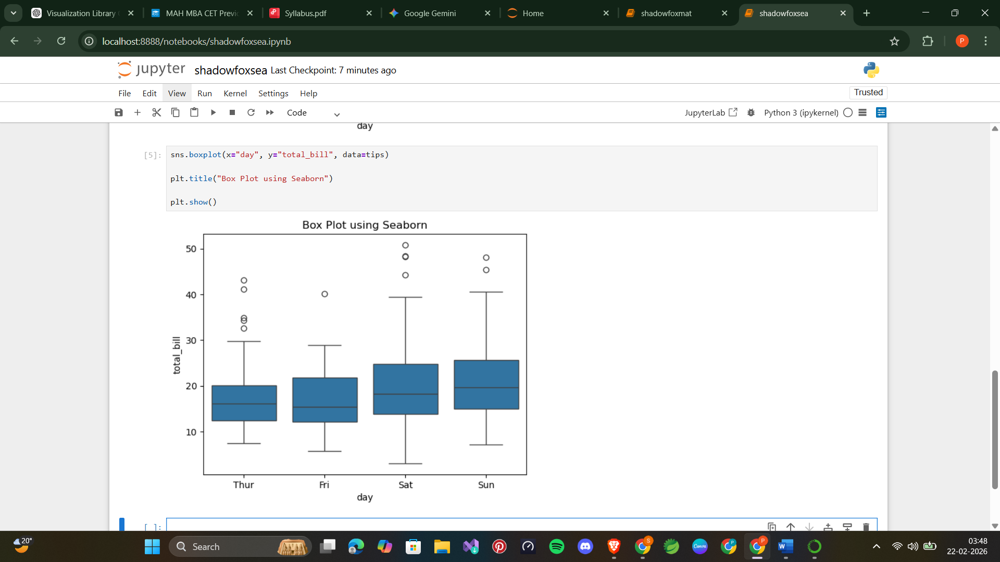 Visualization Library
MAH MBA CET Previ
Syllabus.pdf
Google Gemini
Home
shadowfoxmat
shadowfoxsea
localhost:8888/notebooks/shadowfoxsea.ipynb
P
jupyter shadowfoxsea Last Checkpoint: 7 minutes ago
File Edit View Run Kernel Settings Help
Trusted
Code
JupyterLab
Python 3 (ipykernel)
day
[5]:
sns.boxplot(x="day", y="total_bill", data=tips)
plt.title("Box Plot using Seaborn")
plt.show()
Box Plot using Seaborn
50
40
30
20
10
total_bill
Thur Fri Sat Sun
day
[ ]:
20°
Search
Canva
S
P
P
W
03:48
22-02-2026